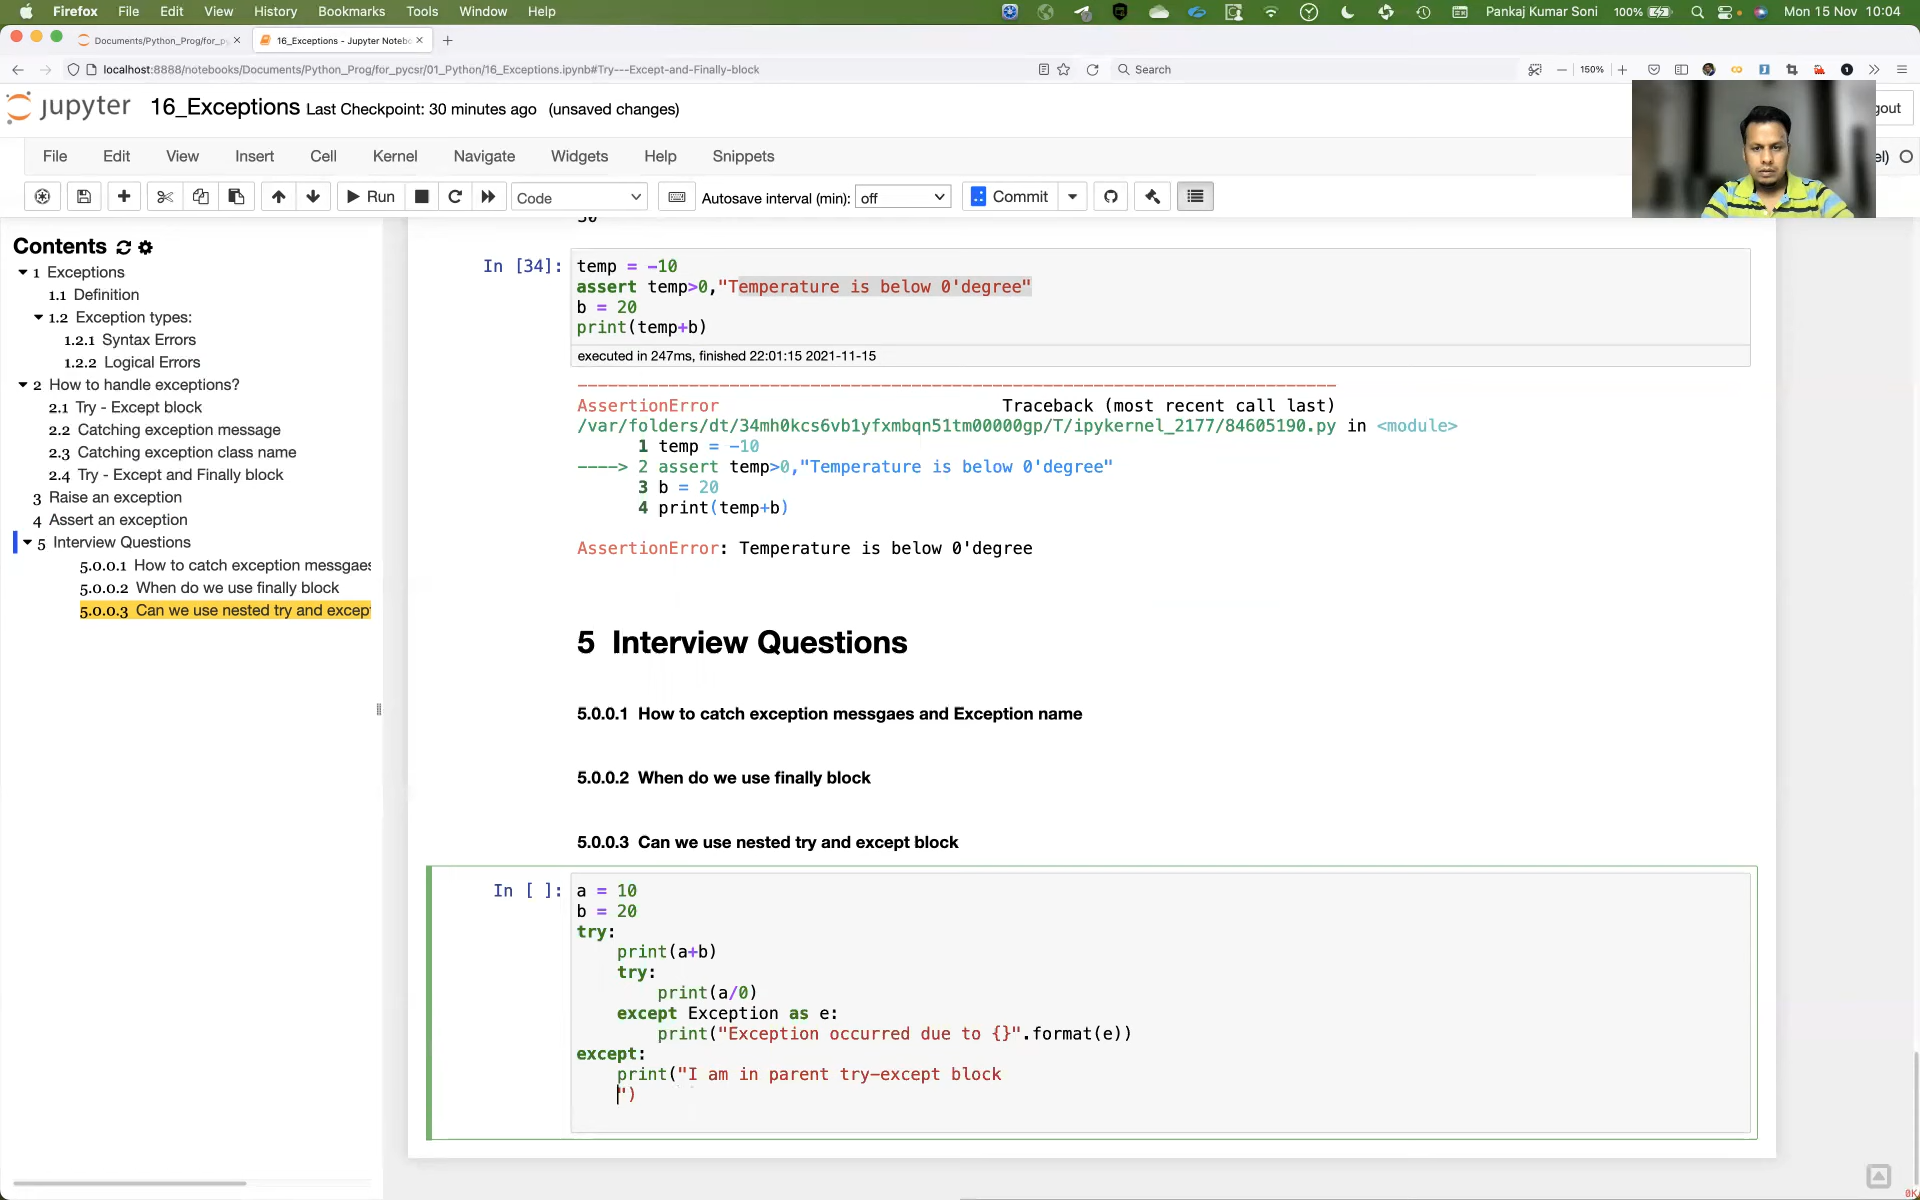 Firefox File Edit View History Bookmarks Tools Window Help Pankaj Kumar Soni 100% Mon 15 Nov 10:04
Documents/Python_Prog/for_p 16_Exceptions - Jupyter Notebo
localhost:8888/notebooks/Documents/Python_Prog/for_pycsr/01_Python/16_Exceptions.ipynb#Try---Except-and-Finally-block Search 150%
jupyter 16_Exceptions Last Checkpoint: 30 minutes ago (unsaved changes)
File Edit View Insert Cell Kernel Navigate Widgets Help Snippets
Run Code Autosave interval (min): off Commit
Contents
1 Exceptions
1.1 Definition
1.2 Exception types:
1.2.1 Syntax Errors
1.2.2 Logical Errors
2 How to handle exceptions?
2.1 Try - Except block
2.2 Catching exception message
2.3 Catching exception class name
2.4 Try - Except and Finally block
3 Raise an exception
4 Assert an exception
5 Interview Questions
5.0.0.1 How to catch exception messgaes
5.0.0.2 When do we use finally block
5.0.0.3 Can we use nested try and except
In [34]: temp = -10
assert temp>0,"Temperature is below 0'degree"
b = 20
print(temp+b)
executed in 247ms, finished 22:01:15 2021-11-15
---------------------------------------------------------------------------
AssertionError Traceback (most recent call last)
/var/folders/dt/34mh0kcs6vb1yfxmbqn51tm00000gp/T/ipykernel_2177/84605190.py in <module>
1 temp = -10
----> 2 assert temp>0,"Temperature is below 0'degree"
3 b = 20
4 print(temp+b)
AssertionError: Temperature is below 0'degree
5 Interview Questions
5.0.0.1 How to catch exception messgaes and Exception name
5.0.0.2 When do we use finally block
5.0.0.3 Can we use nested try and except block
In [ ]: a = 10
b = 20
try:
print(a+b)
try:
print(a/0)
except Exception as e:
print("Exception occurred due to {}".format(e))
except:
print("I am in parent try-except block
")